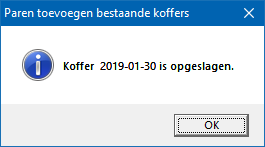 Paren toevoegen bestaande koffers
Koffer  2019-01-30 is opgeslagen.
OK